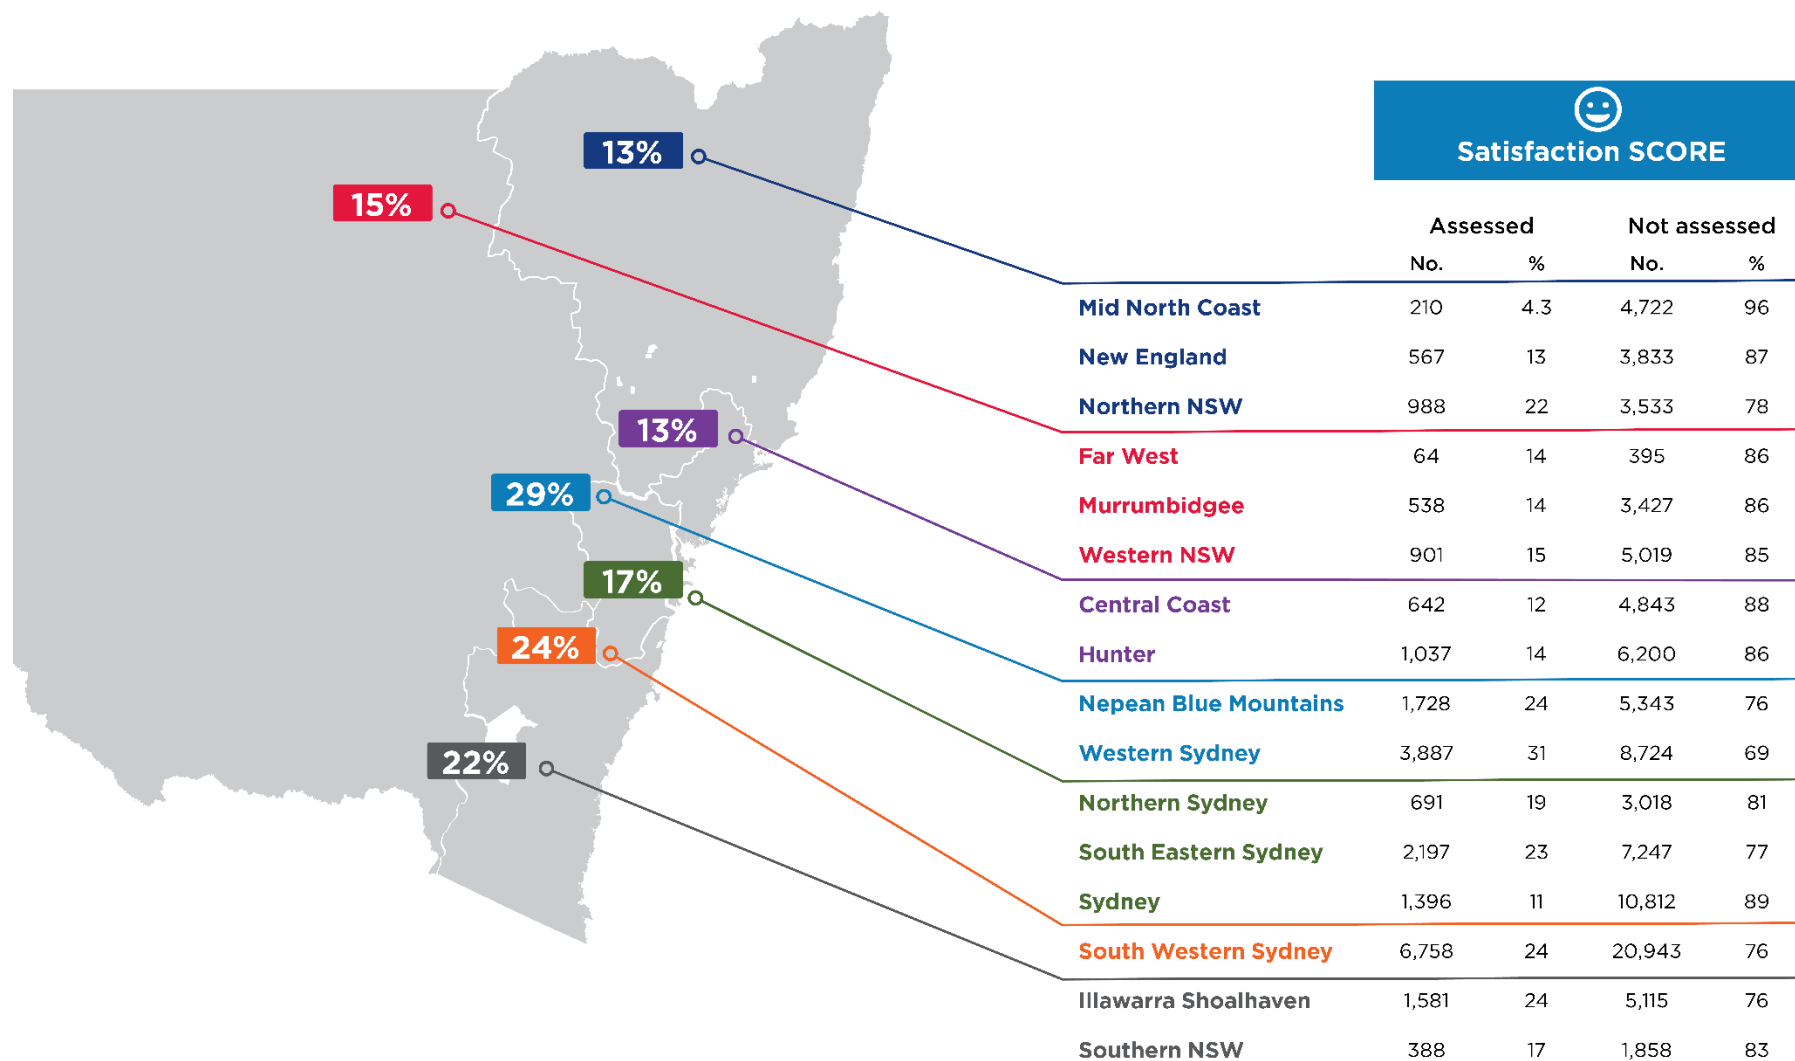 13%
15%
13%
29%
17%
24%
22%
Satisfaction SCORE
Assessed Not assessed
No. % No. %
Mid North Coast 210 4.3 4,722 96
New England 567 13 3,833 87
Northern NSW 988 22 3,533 78
Far West 64 14 395 86
Murrumbidgee 538 14 3,427 86
Western NSW 901 15 5,019 85
Central Coast 642 12 4,843 88
Hunter 1,037 14 6,200 86
Nepean Blue Mountains 1,728 24 5,343 76
Western Sydney 3,887 31 8,724 69
Northern Sydney 691 19 3,018 81
South Eastern Sydney 2,197 23 7,247 77
Sydney 1,396 11 10,812 89
South Western Sydney 6,758 24 20,943 76
Illawarra Shoalhaven 1,581 24 5,115 76
Southern NSW 388 17 1,858 83